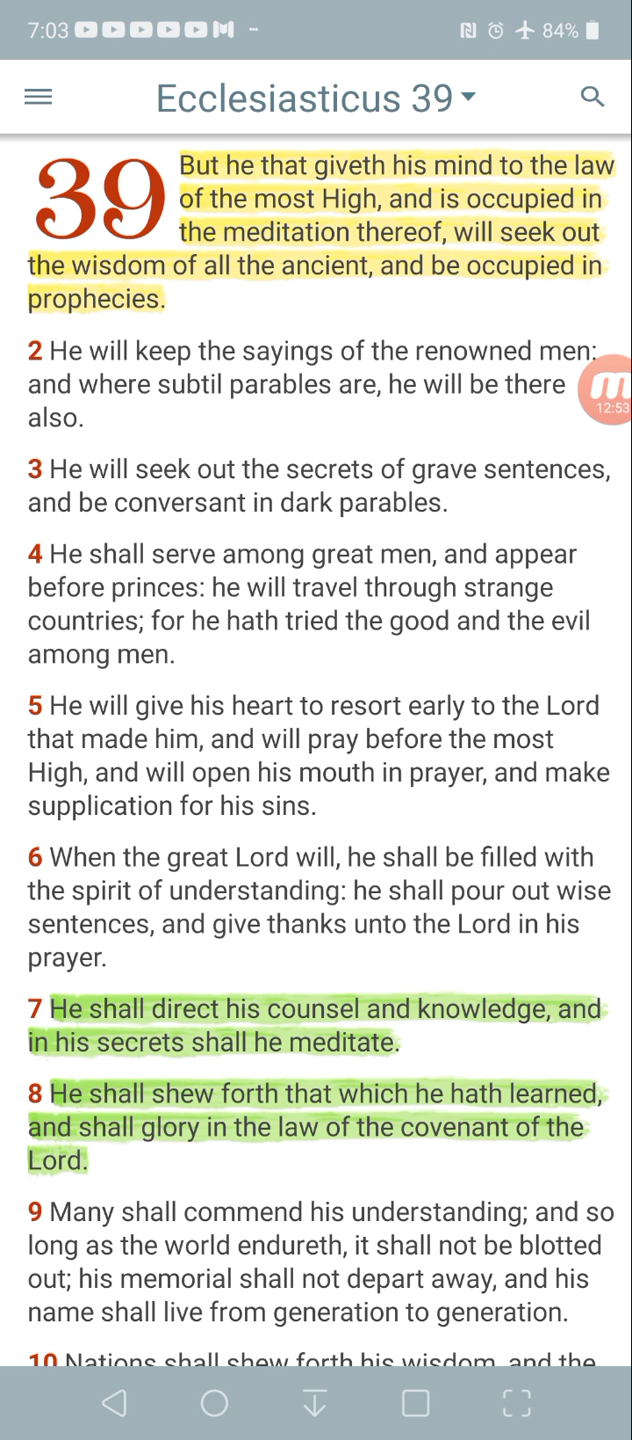 7:03
84%
Ecclesiasticus 39
39 But he that giveth his mind to the law
of the most High, and is occupied in
the meditation thereof, will seek out
the wisdom of all the ancient, and be occupied in
prophecies.
2 He will keep the sayings of the renowned men:
and where subtil parables are, he will be there
also.
12:53
3 He will seek out the secrets of grave sentences,
and be conversant in dark parables.
4 He shall serve among great men, and appear
before princes: he will travel through strange
countries; for he hath tried the good and the evil
among men.
5 He will give his heart to resort early to the Lord
that made him, and will pray before the most
High, and will open his mouth in prayer, and make
supplication for his sins.
6 When the great Lord will, he shall be filled with
the spirit of understanding: he shall pour out wise
sentences, and give thanks unto the Lord in his
prayer.
7 He shall direct his counsel and knowledge, and
in his secrets shall he meditate.
8 He shall shew forth that which he hath learned,
and shall glory in the law of the covenant of the
Lord.
9 Many shall commend his understanding; and so
long as the world endureth, it shall not be blotted
out; his memorial shall not depart away, and his
name shall live from generation to generation.
10 Nations shall shew forth his wisdom, and the